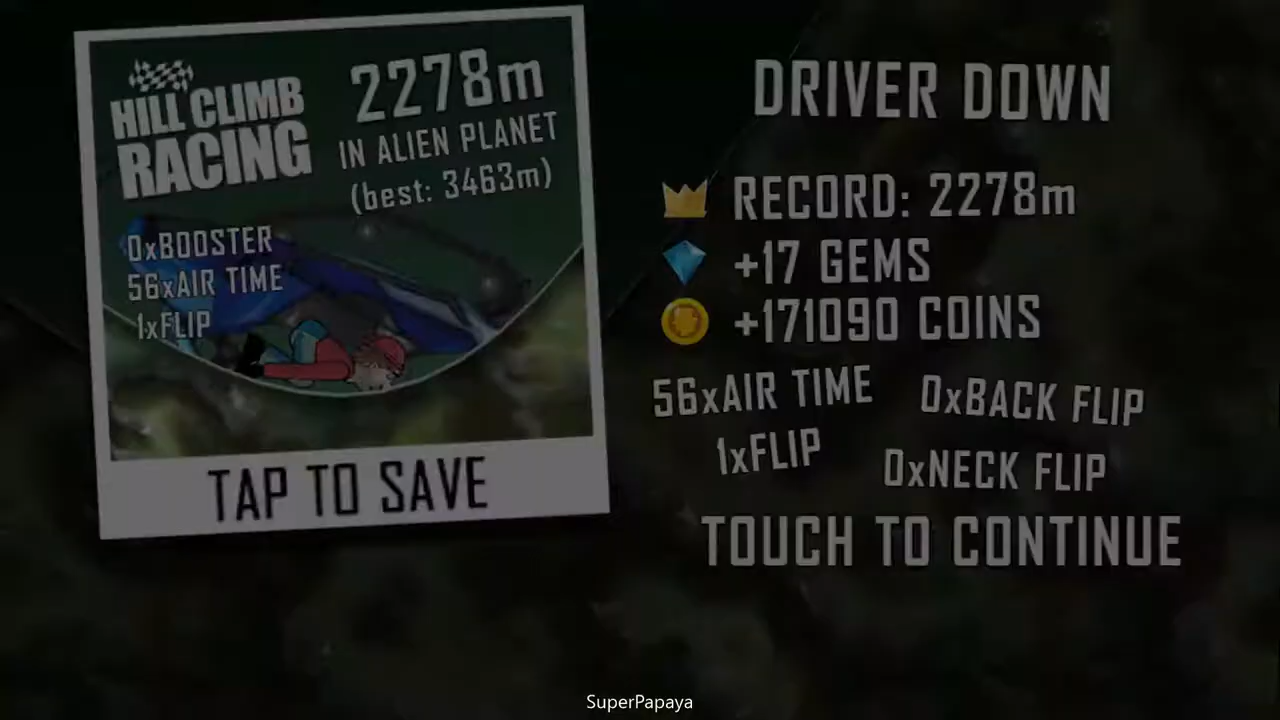 HILL CLIMB
RACING
2278m
IN ALIEN PLANET
(best: 3463m)
0xBOOSTER
56xAIR TIME
1xFLIP
TAP TO SAVE
DRIVER DOWN
RECORD: 2278m
+17 GEMS
+171090 COINS
56xAIR TIME
0xBACK FLIP
1xFLIP
0xNECK FLIP
TOUCH TO CONTINUE
SuperPapaya